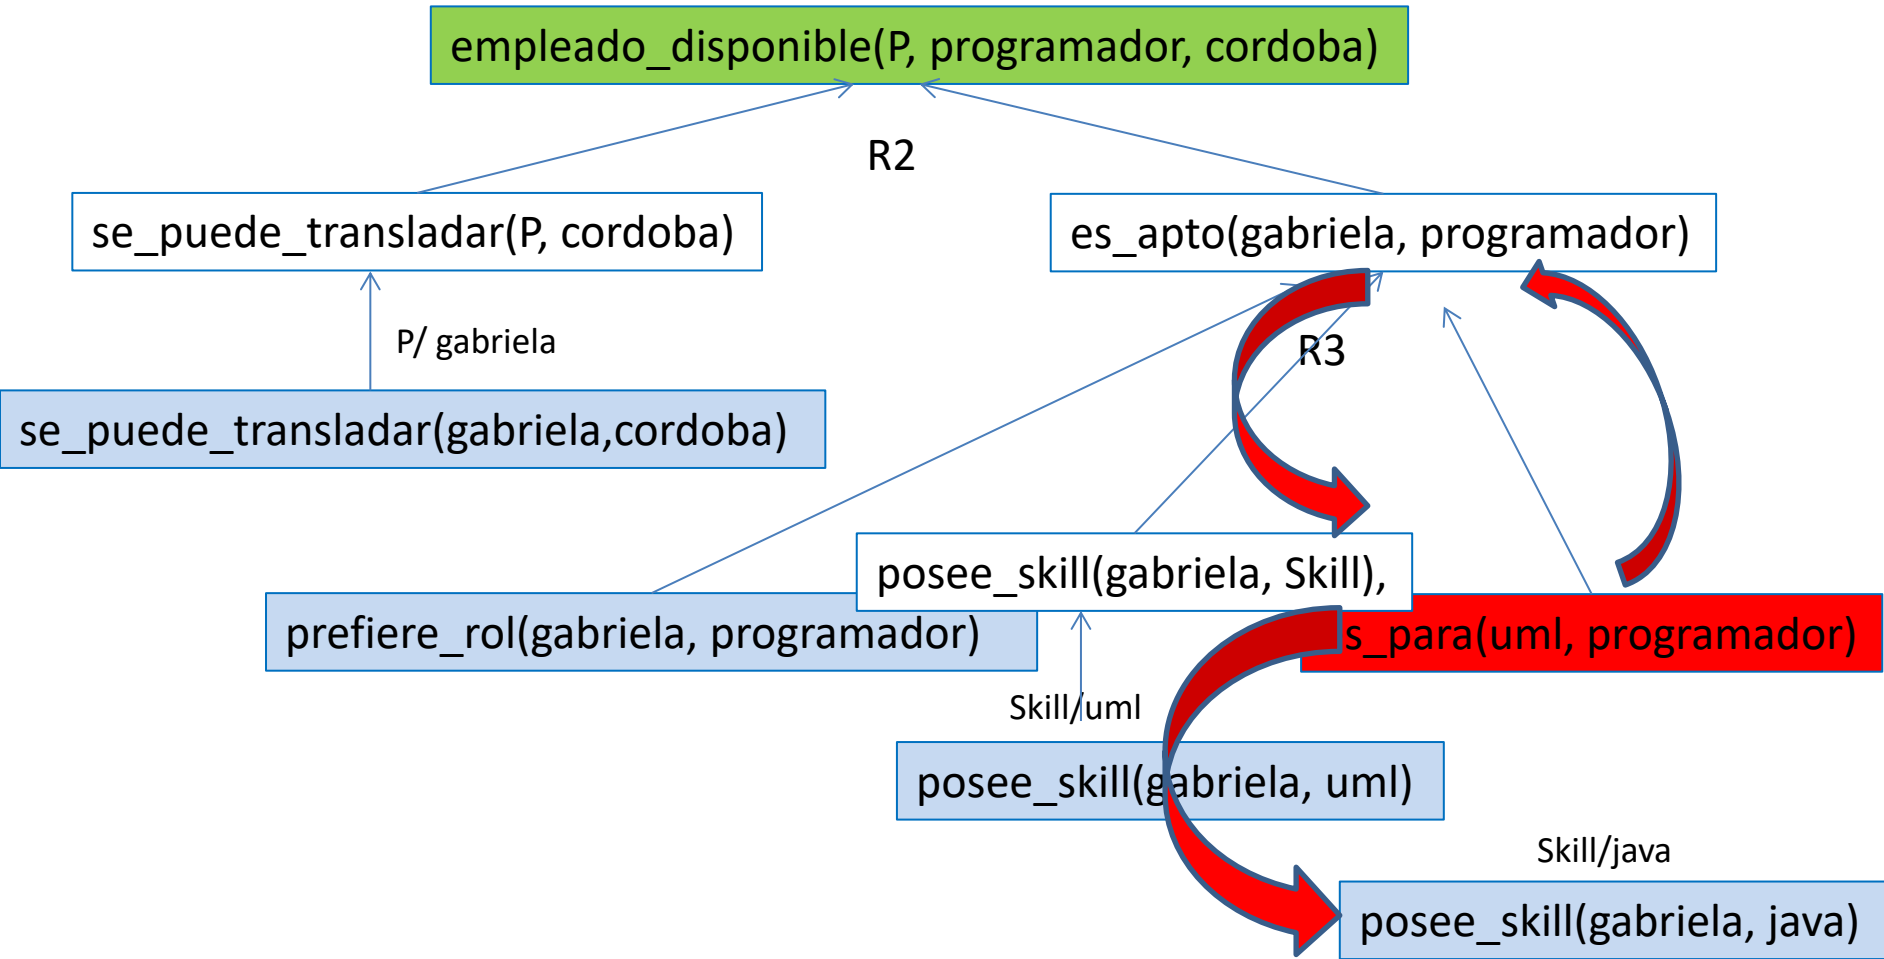 empleado_disponible(P, programador, cordoba)
R2
se_puede_transladar(P, cordoba)
es_apto(gabriela, programador)
P/ gabriela
R3
se_puede_transladar(gabriela,cordoba)
posee_skill(gabriela, Skill),
prefiere_rol(gabriela, programador)
s_para(uml, programador)
Skill/uml
posee_skill(gabriela, uml)
Skill/java
posee_skill(gabriela, java)